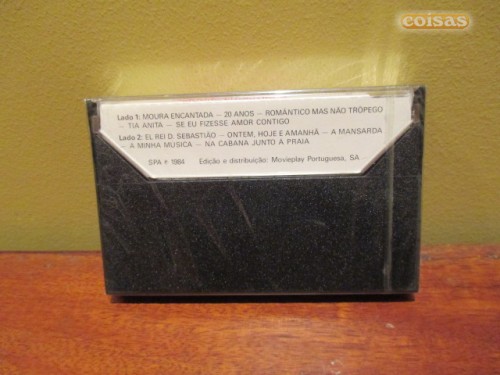 coisas
Lado 1: MOURA ENCANTADA — 20 ANOS — ROMÂNTICO MAS NÃO TRÔPEGO
— TIA ANITA — SE EU FIZESSE AMOR CONTIGO
Lado 2: EL REI D. SEBASTIÃO — ONTEM, HOJE E AMANHÃ — A MANSARDA
— A MINHA MÚSICA — NA CABANA JUNTO À PRAIA
SPA P 1984 Edição e distribuição: Movieplay Portuguesa, SA